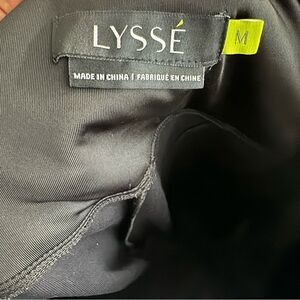 LYSSÉ
M
MADE IN CHINA / FABRIQUÉ EN CHINE